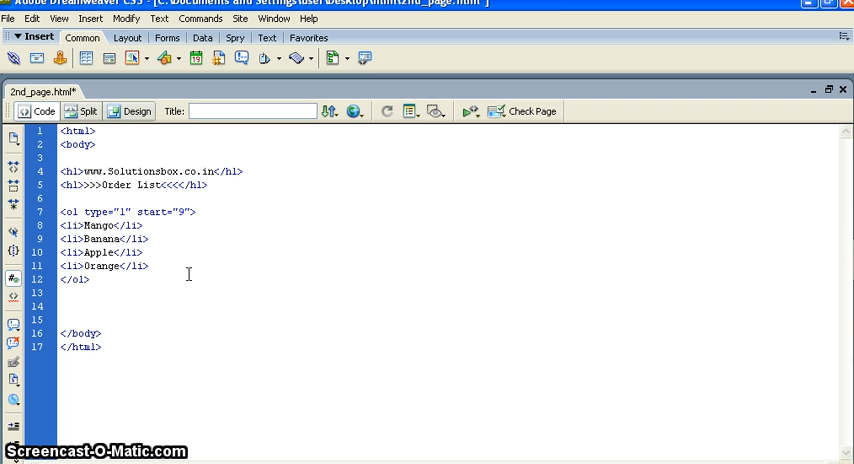 Adobe Dreamweaver CS3 - [C:\Documents and Settings\user\Desktop\html\2nd_page.html*]
File Edit View Insert Modify Text Commands Site Window Help
▼ Insert Common Layout Forms Data Spry Text Favorites
2nd_page.html*
Code Split Design Title: Check Page
1 <html>
2 <body>
3
4 <hl>www.Solutionsbox.co.in</hl>
5 <hl>>>>Order List<<<</hl>
6
7 <ol type="1" start="9">
8 <li>Mango</li>
9 <li>Banana</li>
10 <li>Apple</li>
11 <li>Orange</li>
12 </ol>
13
14
15
16 </body>
17 </html>
Screencast-O-Matic.com